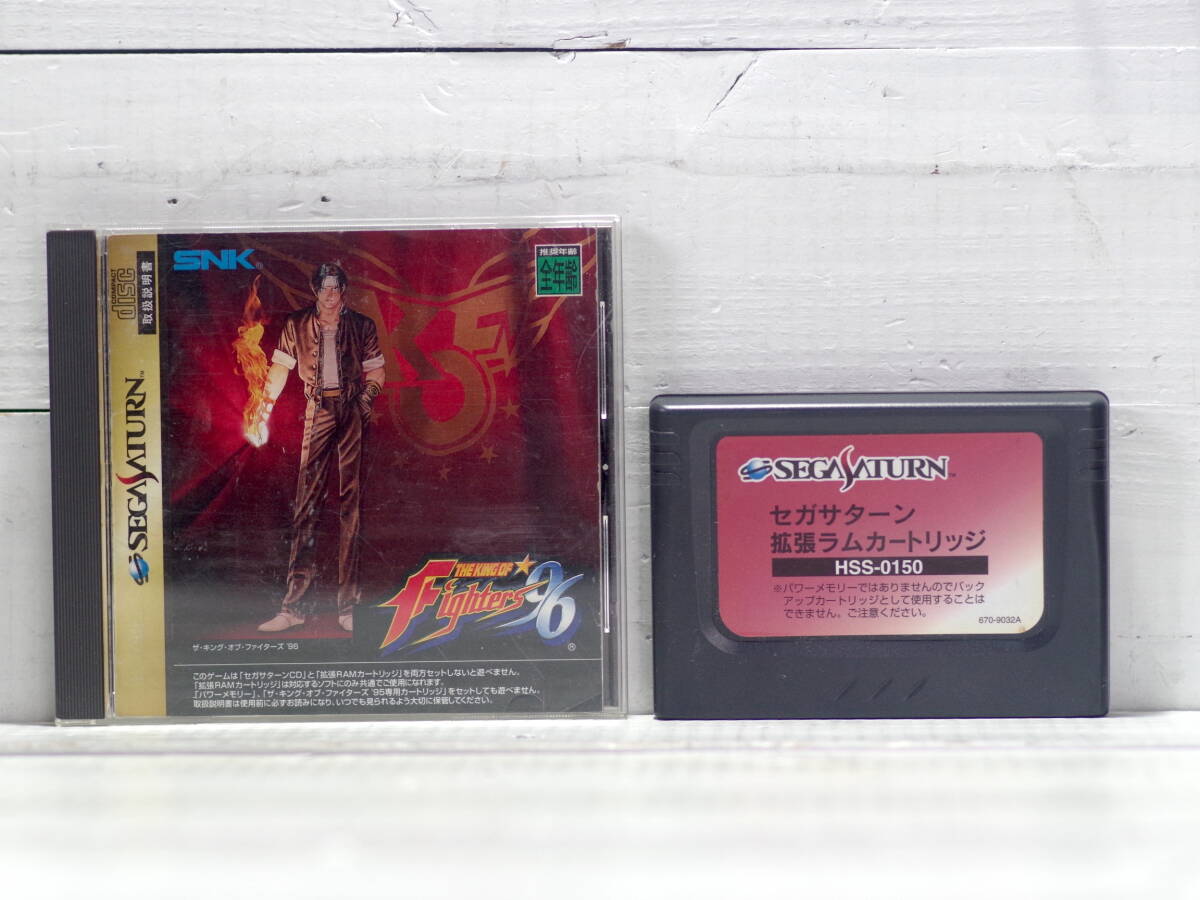 COMPACT
disc
取扱説明書
SEGA SATURN™
SNK®
推奨年齢
全年齢
KOF
THE KING OF
Fighters '96
®
ザ・キング・オブ・ファイターズ '96
このゲームは「セガサターンCD」と「拡張RAMカートリッジ」を両方セットしないと遊べません。
「拡張RAMカートリッジ」は対応するソフトにのみ共通でご使用になれます。
「パワーメモリー」、「ザ・キング・オブ・ファイターズ '95専用カートリッジ」をセットしても遊べません。
取扱説明書は使用前に必ずお読みになり、いつでも見られるよう大切に保管してください。
SEGA SATURN™
セガサターン
拡張ラムカートリッジ
HSS-0150
※パワーメモリーではありませんのでバック
アップカートリッジとして使用することは
できません。ご注意ください。
670-9032A